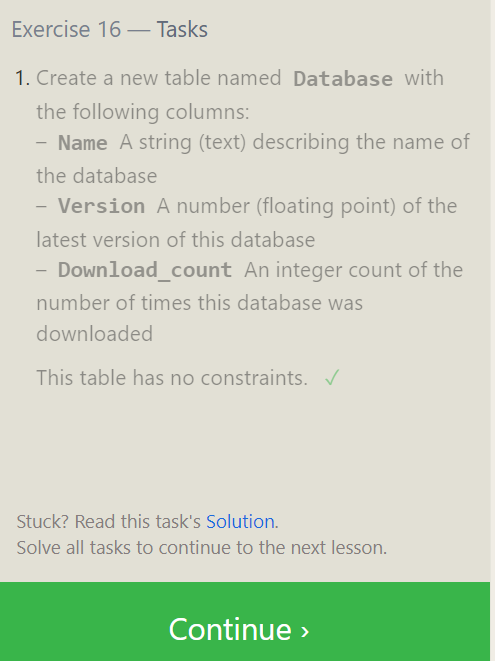 Exercise 16 — Tasks
1. Create a new table named Database with
the following columns:
– Name A string (text) describing the name of
the database
– Version A number (floating point) of the
latest version of this database
– Download_count An integer count of the
number of times this database was
downloaded
This table has no constraints. ✓
Stuck? Read this task's Solution.
Solve all tasks to continue to the next lesson.
Continue ›